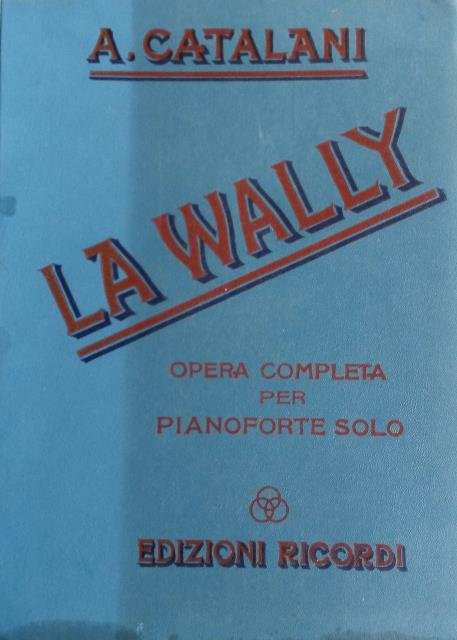 A. CATALANI
LA WALLY
OPERA COMPLETA
PER
PIANOFORTE SOLO
EDIZIONI RICORDI